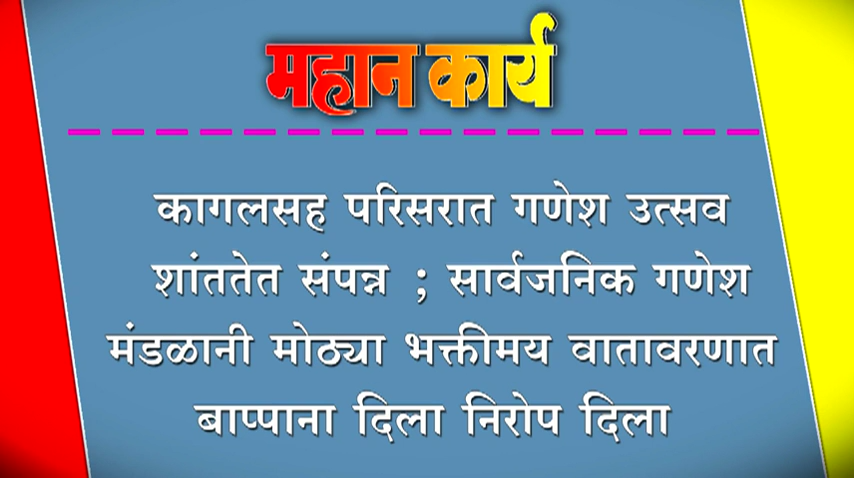 महान कार्य
कागलसह परिसरात गणेश उत्सव
शांततेत संपन्न ; सार्वजनिक गणेश
मंडळानी मोठ्या भक्तीमय वातावरणात
बाप्पाना दिला निरोप दिला